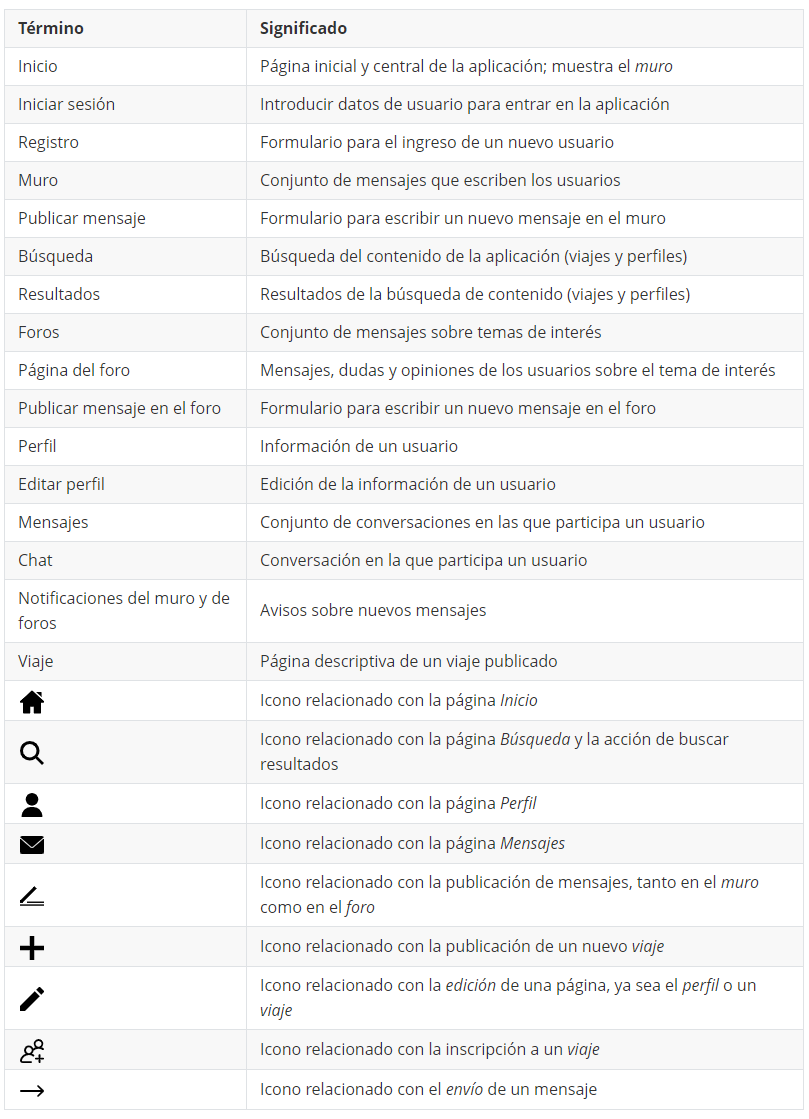 Término Significado
Inicio Página inicial y central de la aplicación; muestra el muro
Iniciar sesión Introducir datos de usuario para entrar en la aplicación
Registro Formulario para el ingreso de un nuevo usuario
Muro Conjunto de mensajes que escriben los usuarios
Publicar mensaje Formulario para escribir un nuevo mensaje en el muro
Búsqueda Búsqueda del contenido de la aplicación (viajes y perfiles)
Resultados Resultados de la búsqueda de contenido (viajes y perfiles)
Foros Conjunto de mensajes sobre temas de interés
Página del foro Mensajes, dudas y opiniones de los usuarios sobre el tema de interés
Publicar mensaje en el foro Formulario para escribir un nuevo mensaje en el foro
Perfil Información de un usuario
Editar perfil Edición de la información de un usuario
Mensajes Conjunto de conversaciones en las que participa un usuario
Chat Conversación en la que participa un usuario
Notificaciones del muro y de
foros
Avisos sobre nuevos mensajes
Viaje Página descriptiva de un viaje publicado
Icono relacionado con la página Inicio
Icono relacionado con la página Búsqueda y la acción de buscar
resultados
Icono relacionado con la página Perfil
Icono relacionado con la página Mensajes
Icono relacionado con la publicación de mensajes, tanto en el muro
como en el foro
Icono relacionado con la publicación de un nuevo viaje
Icono relacionado con la edición de una página, ya sea el perfil o un
viaje
Icono relacionado con la inscripción a un viaje
Icono relacionado con el envío de un mensaje